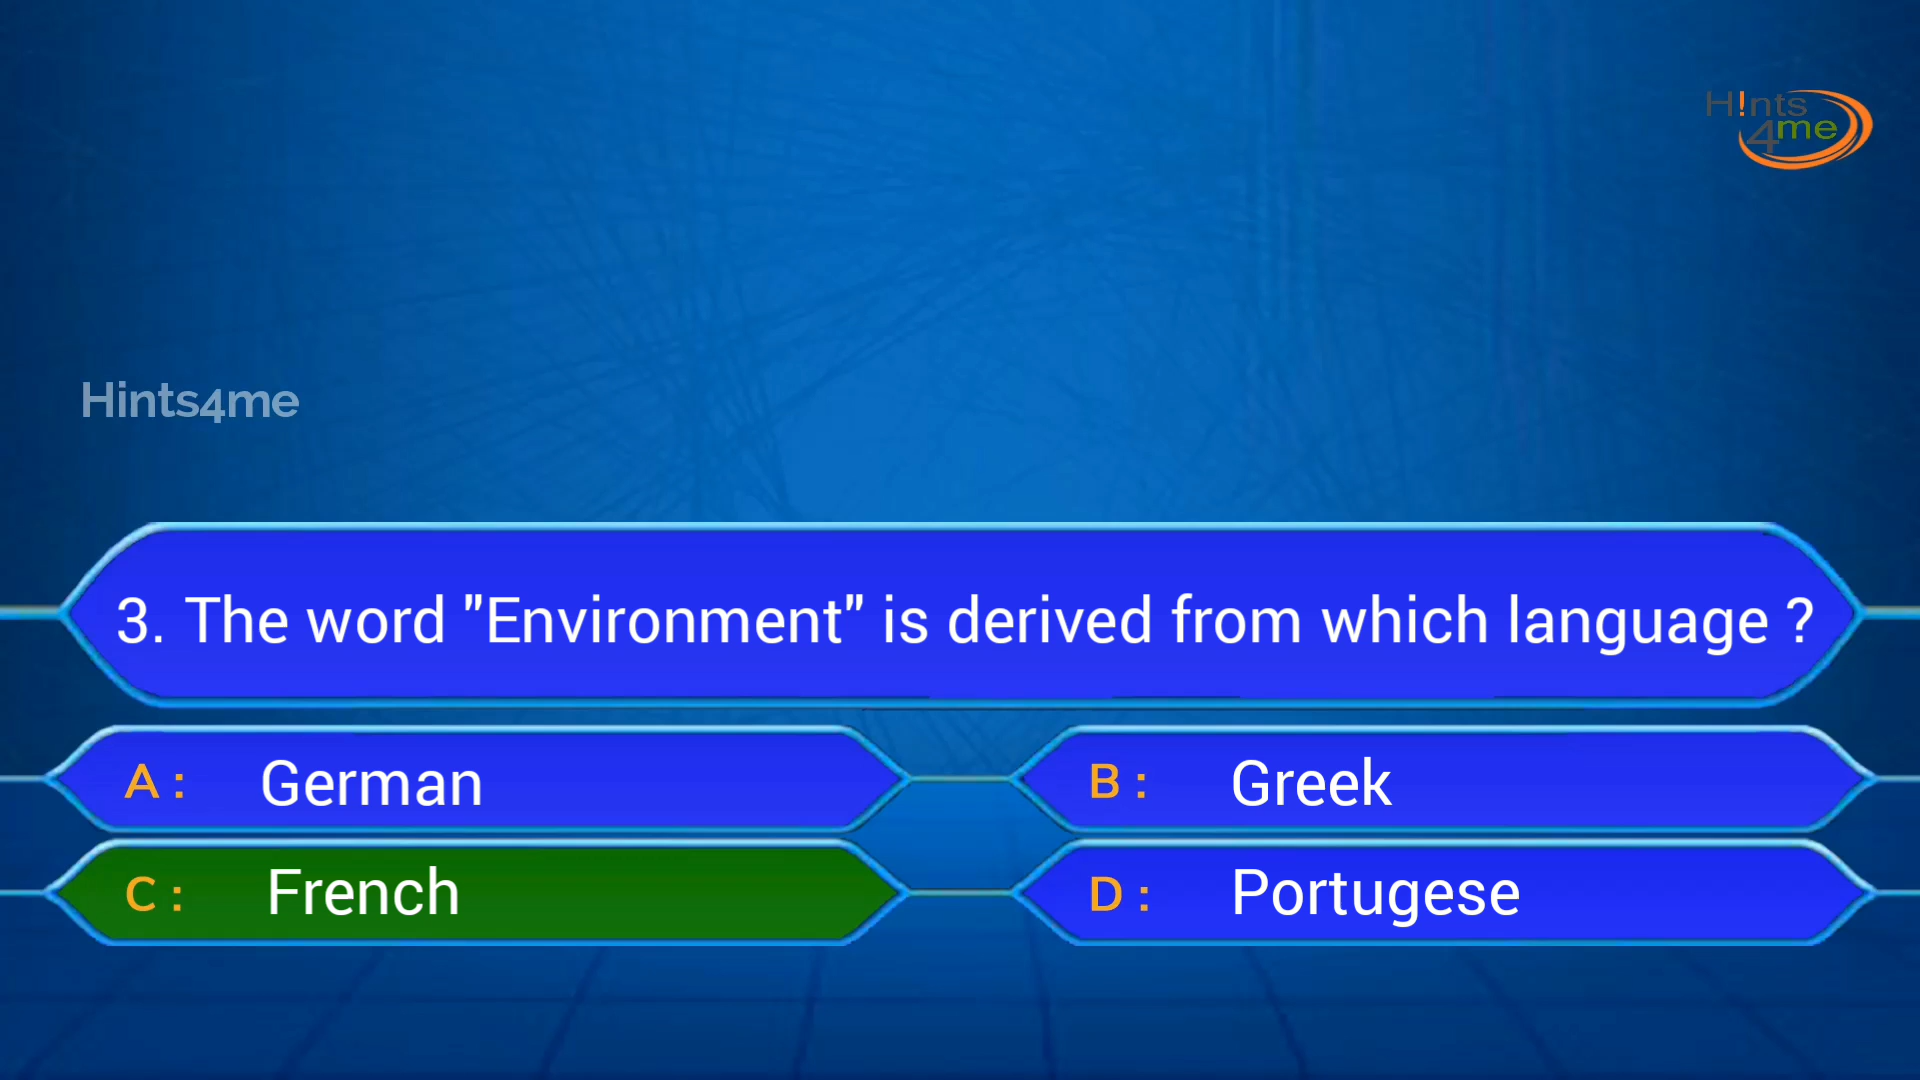 H!nts
4me
Hints4me
3. The word "Environment" is derived from which language ?
A : German
B : Greek
C : French
D : Portugese